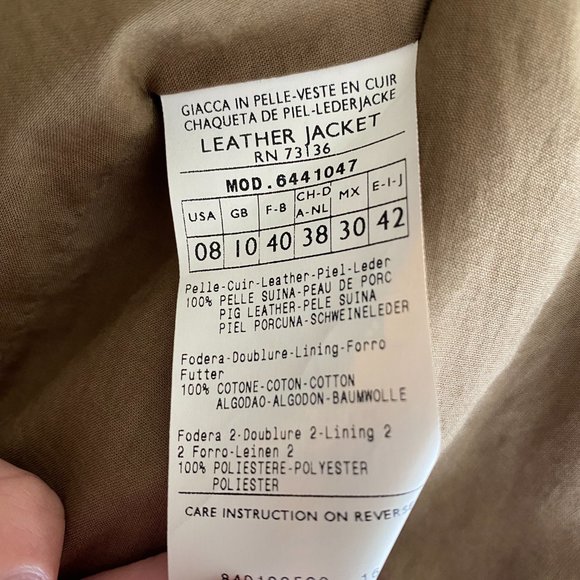 GIACCA IN PELLE-VESTE EN CUIR
CHAQUETA DE PIEL-LEDERJACKE
LEATHER JACKET
RN 73136
MOD.6441047
USA GB F-B CH-D A-NL MX E-I-J
08 10 40 38 30 42
Pelle-Cuir-Leather-Piel-Leder
100% PELLE SUINA-PEAU DE PORC
PIG LEATHER-PELE SUINA
PIEL PORCUNA-SCHWEINELEDER
Fodera-Doublure-Lining-Forro
Futter
100% COTONE-COTON-COTTON
ALGODAO-ALGODON-BAUMWOLLE
Fodera 2-Doublure 2-Lining 2
2 Forro-Leinen 2
100% POLIESTERE-POLYESTER
POLIESTER
CARE INSTRUCTION ON REVERS